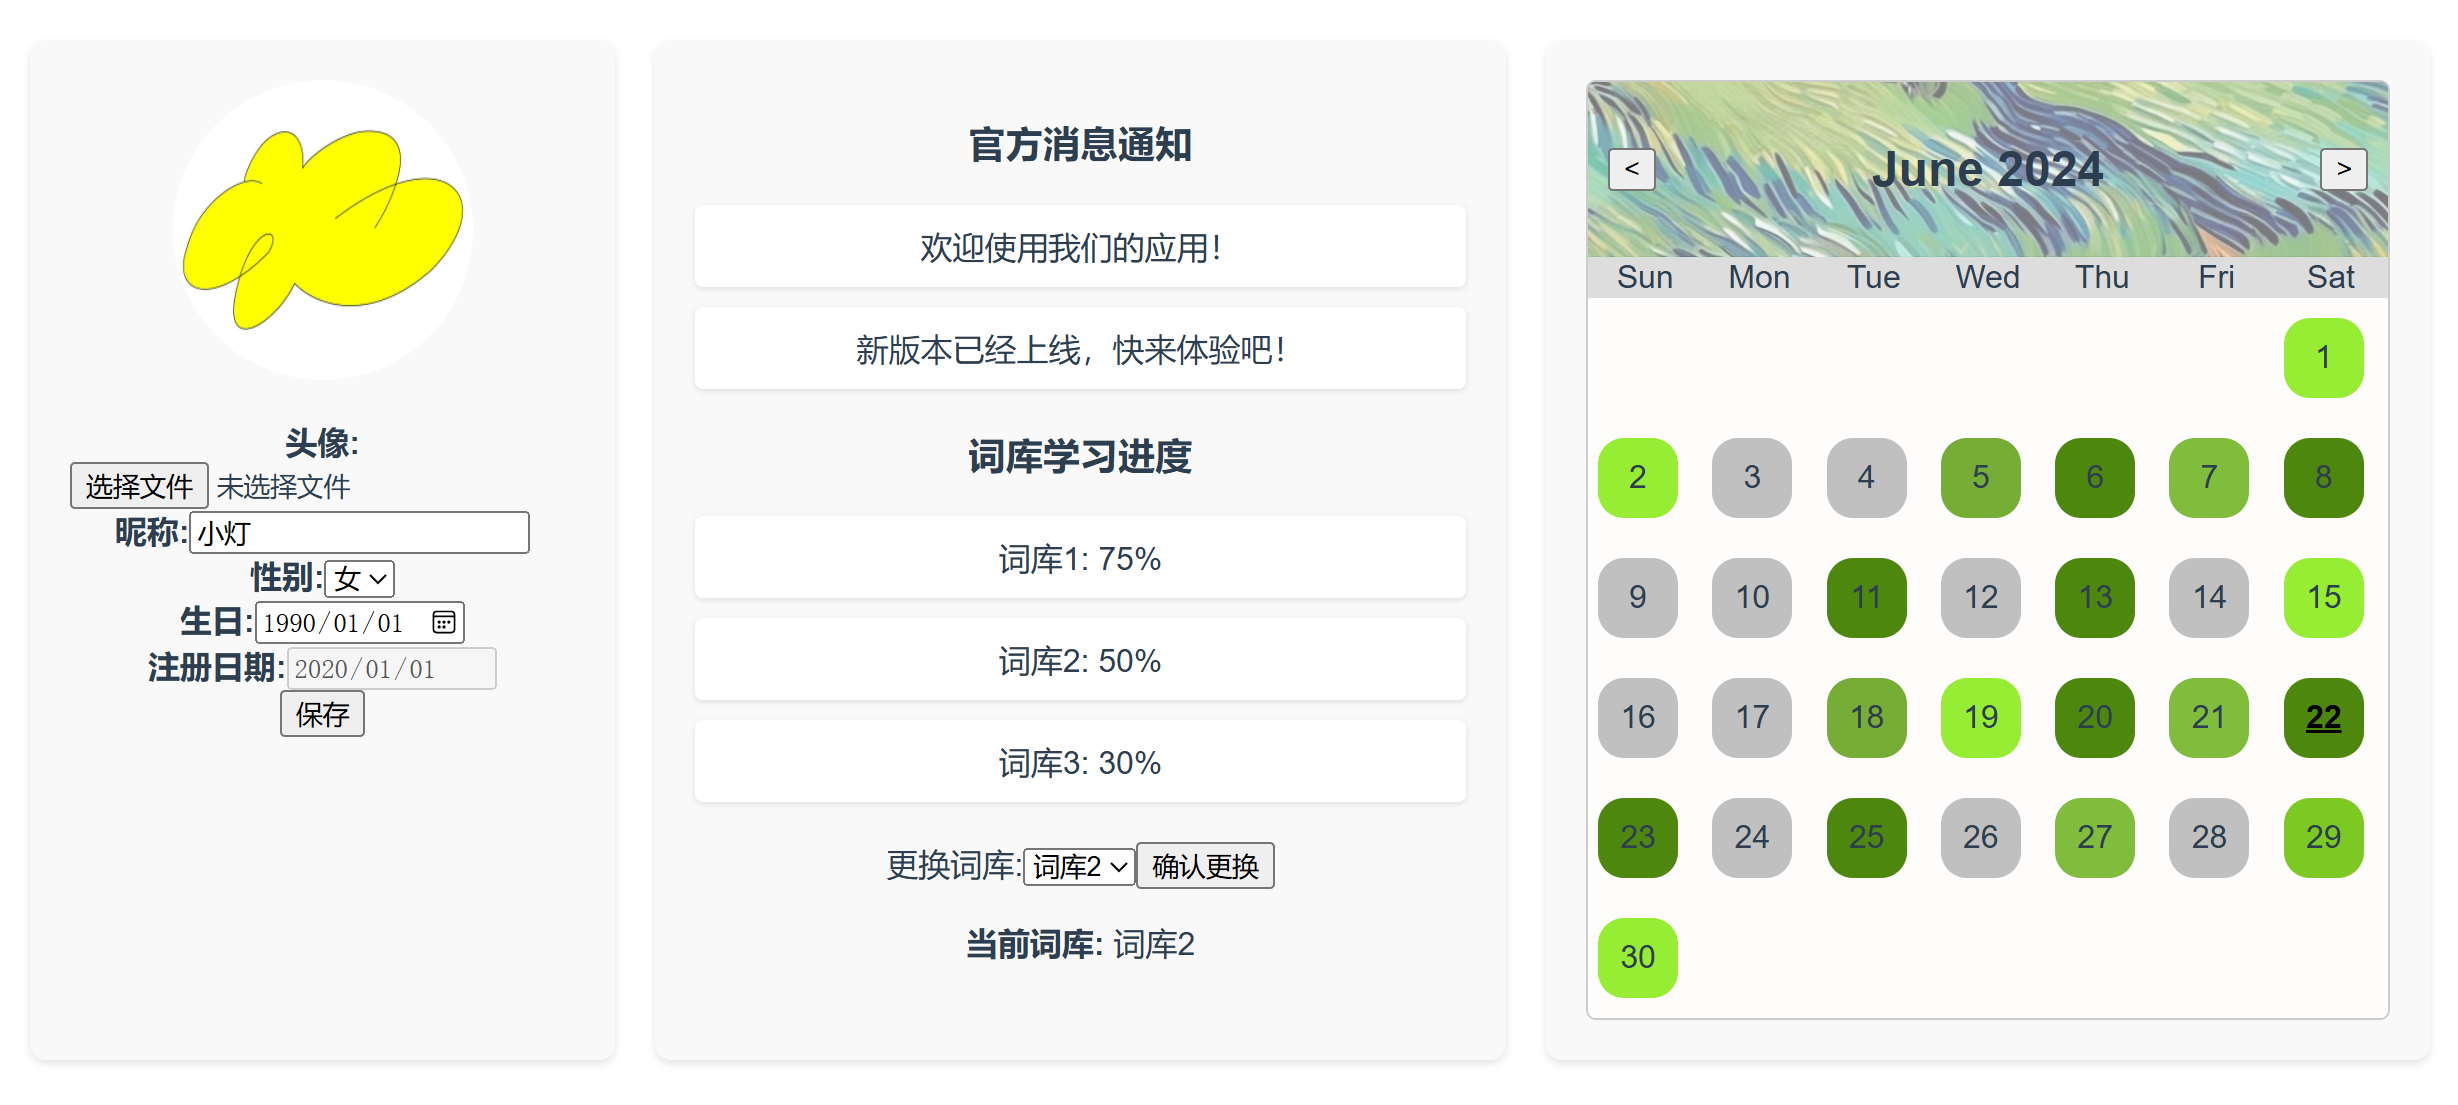 头像:
选择文件 未选择文件
昵称: 小灯
性别: 女
生日: 1990/01/01
注册日期: 2020/01/01
保存
官方消息通知
欢迎使用我们的应用！
新版本已经上线，快来体验吧！
词库学习进度
词库1: 75%
词库2: 50%
词库3: 30%
更换词库: 词库2 确认更换
当前词库: 词库2
< June 2024 >
Sun Mon Tue Wed Thu Fri Sat
1
2 3 4 5 6 7 8
9 10 11 12 13 14 15
16 17 18 19 20 21 22
23 24 25 26 27 28 29
30